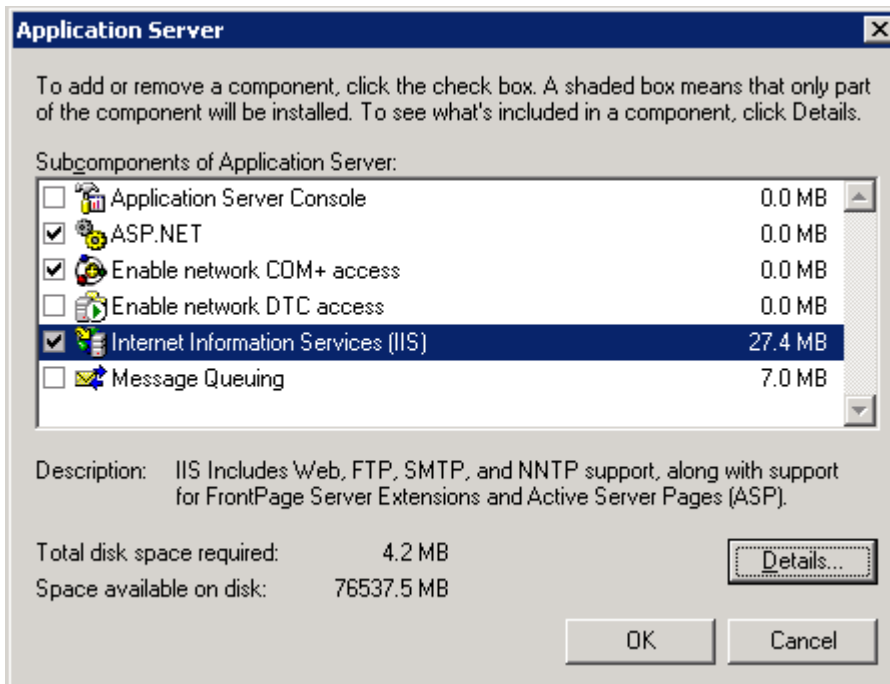 Application Server
To add or remove a component, click the check box. A shaded box means that only part
of the component will be installed. To see what's included in a component, click Details.
Subcomponents of Application Server:
Application Server Console 0.0 MB
ASP.NET 0.0 MB
Enable network COM+ access 0.0 MB
Enable network DTC access 0.0 MB
Internet Information Services (IIS) 27.4 MB
Message Queuing 7.0 MB
Description: IIS Includes Web, FTP, SMTP, and NNTP support, along with support
for FrontPage Server Extensions and Active Server Pages (ASP).
Total disk space required: 4.2 MB
Details...
Space available on disk: 76537.5 MB
OK Cancel